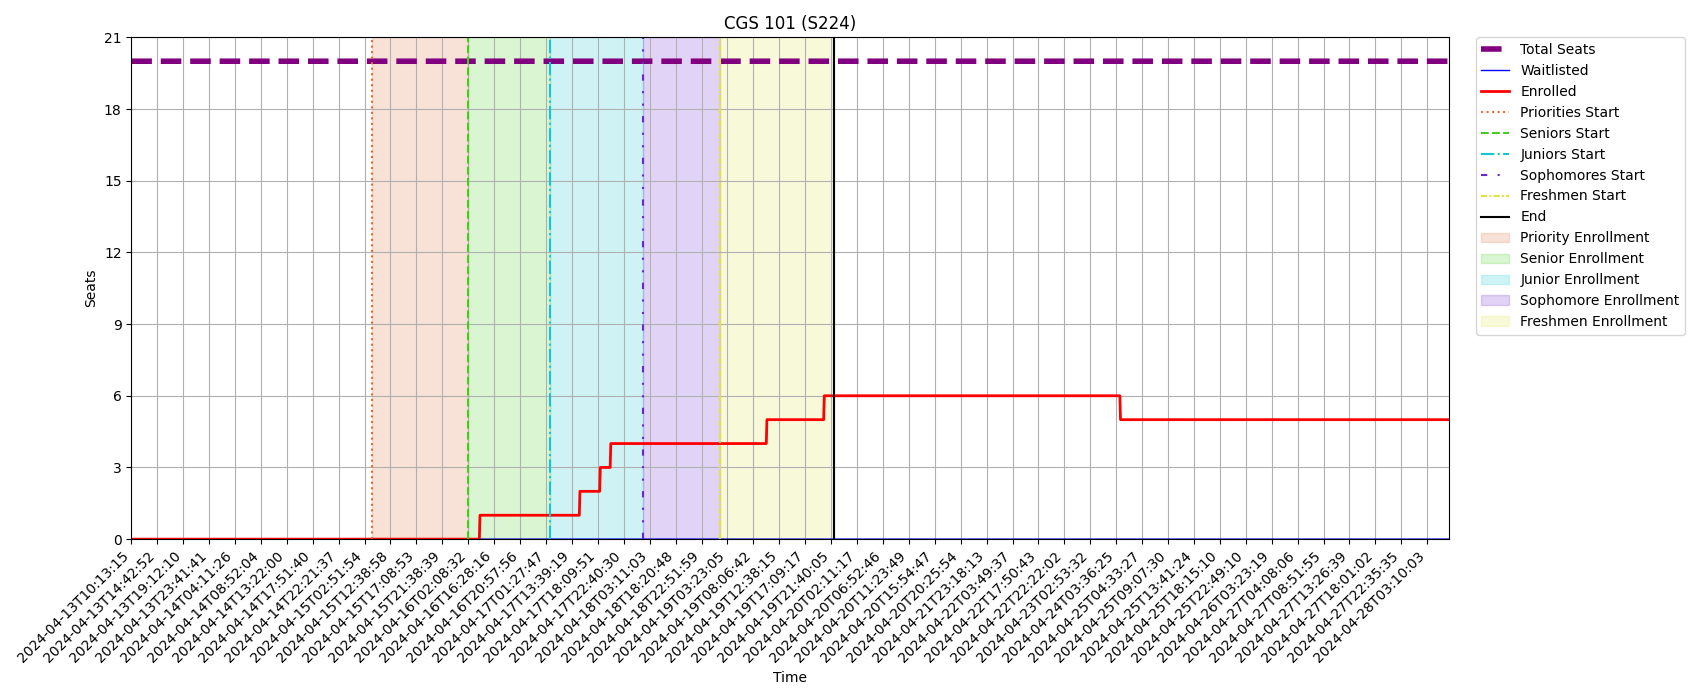 CGS 101 (S224)
21
18
15
12
9
6
3
0
Seats
2024-04-13T10:13:15
2024-04-13T14:42:52
2024-04-13T19:12:10
2024-04-13T23:41:41
2024-04-14T04:11:26
2024-04-14T08:52:04
2024-04-14T13:22:00
2024-04-14T17:51:40
2024-04-14T22:21:37
2024-04-15T02:51:54
2024-04-15T12:38:58
2024-04-15T17:08:53
2024-04-15T21:38:39
2024-04-16T02:08:32
2024-04-16T16:28:16
2024-04-16T20:57:56
2024-04-17T01:27:47
2024-04-17T13:39:19
2024-04-17T18:09:51
2024-04-17T22:40:30
2024-04-18T03:11:03
2024-04-18T18:20:48
2024-04-18T22:51:59
2024-04-19T03:23:05
2024-04-19T08:06:42
2024-04-19T12:38:15
2024-04-19T17:09:17
2024-04-19T21:40:05
2024-04-20T02:11:17
2024-04-20T06:52:46
2024-04-20T11:23:49
2024-04-20T15:54:47
2024-04-20T20:25:54
2024-04-21T23:18:13
2024-04-22T03:49:37
2024-04-22T17:50:43
2024-04-22T22:22:02
2024-04-23T02:53:32
2024-04-24T03:36:25
2024-04-25T04:33:27
2024-04-25T09:07:30
2024-04-25T13:41:24
2024-04-25T18:15:10
2024-04-25T22:49:10
2024-04-26T03:23:19
2024-04-27T04:08:06
2024-04-27T08:51:55
2024-04-27T13:26:39
2024-04-27T18:01:02
2024-04-27T22:35:35
2024-04-28T03:10:03
Time
Total Seats
Waitlisted
Enrolled
Priorities Start
Seniors Start
Juniors Start
Sophomores Start
Freshmen Start
End
Priority Enrollment
Senior Enrollment
Junior Enrollment
Sophomore Enrollment
Freshmen Enrollment